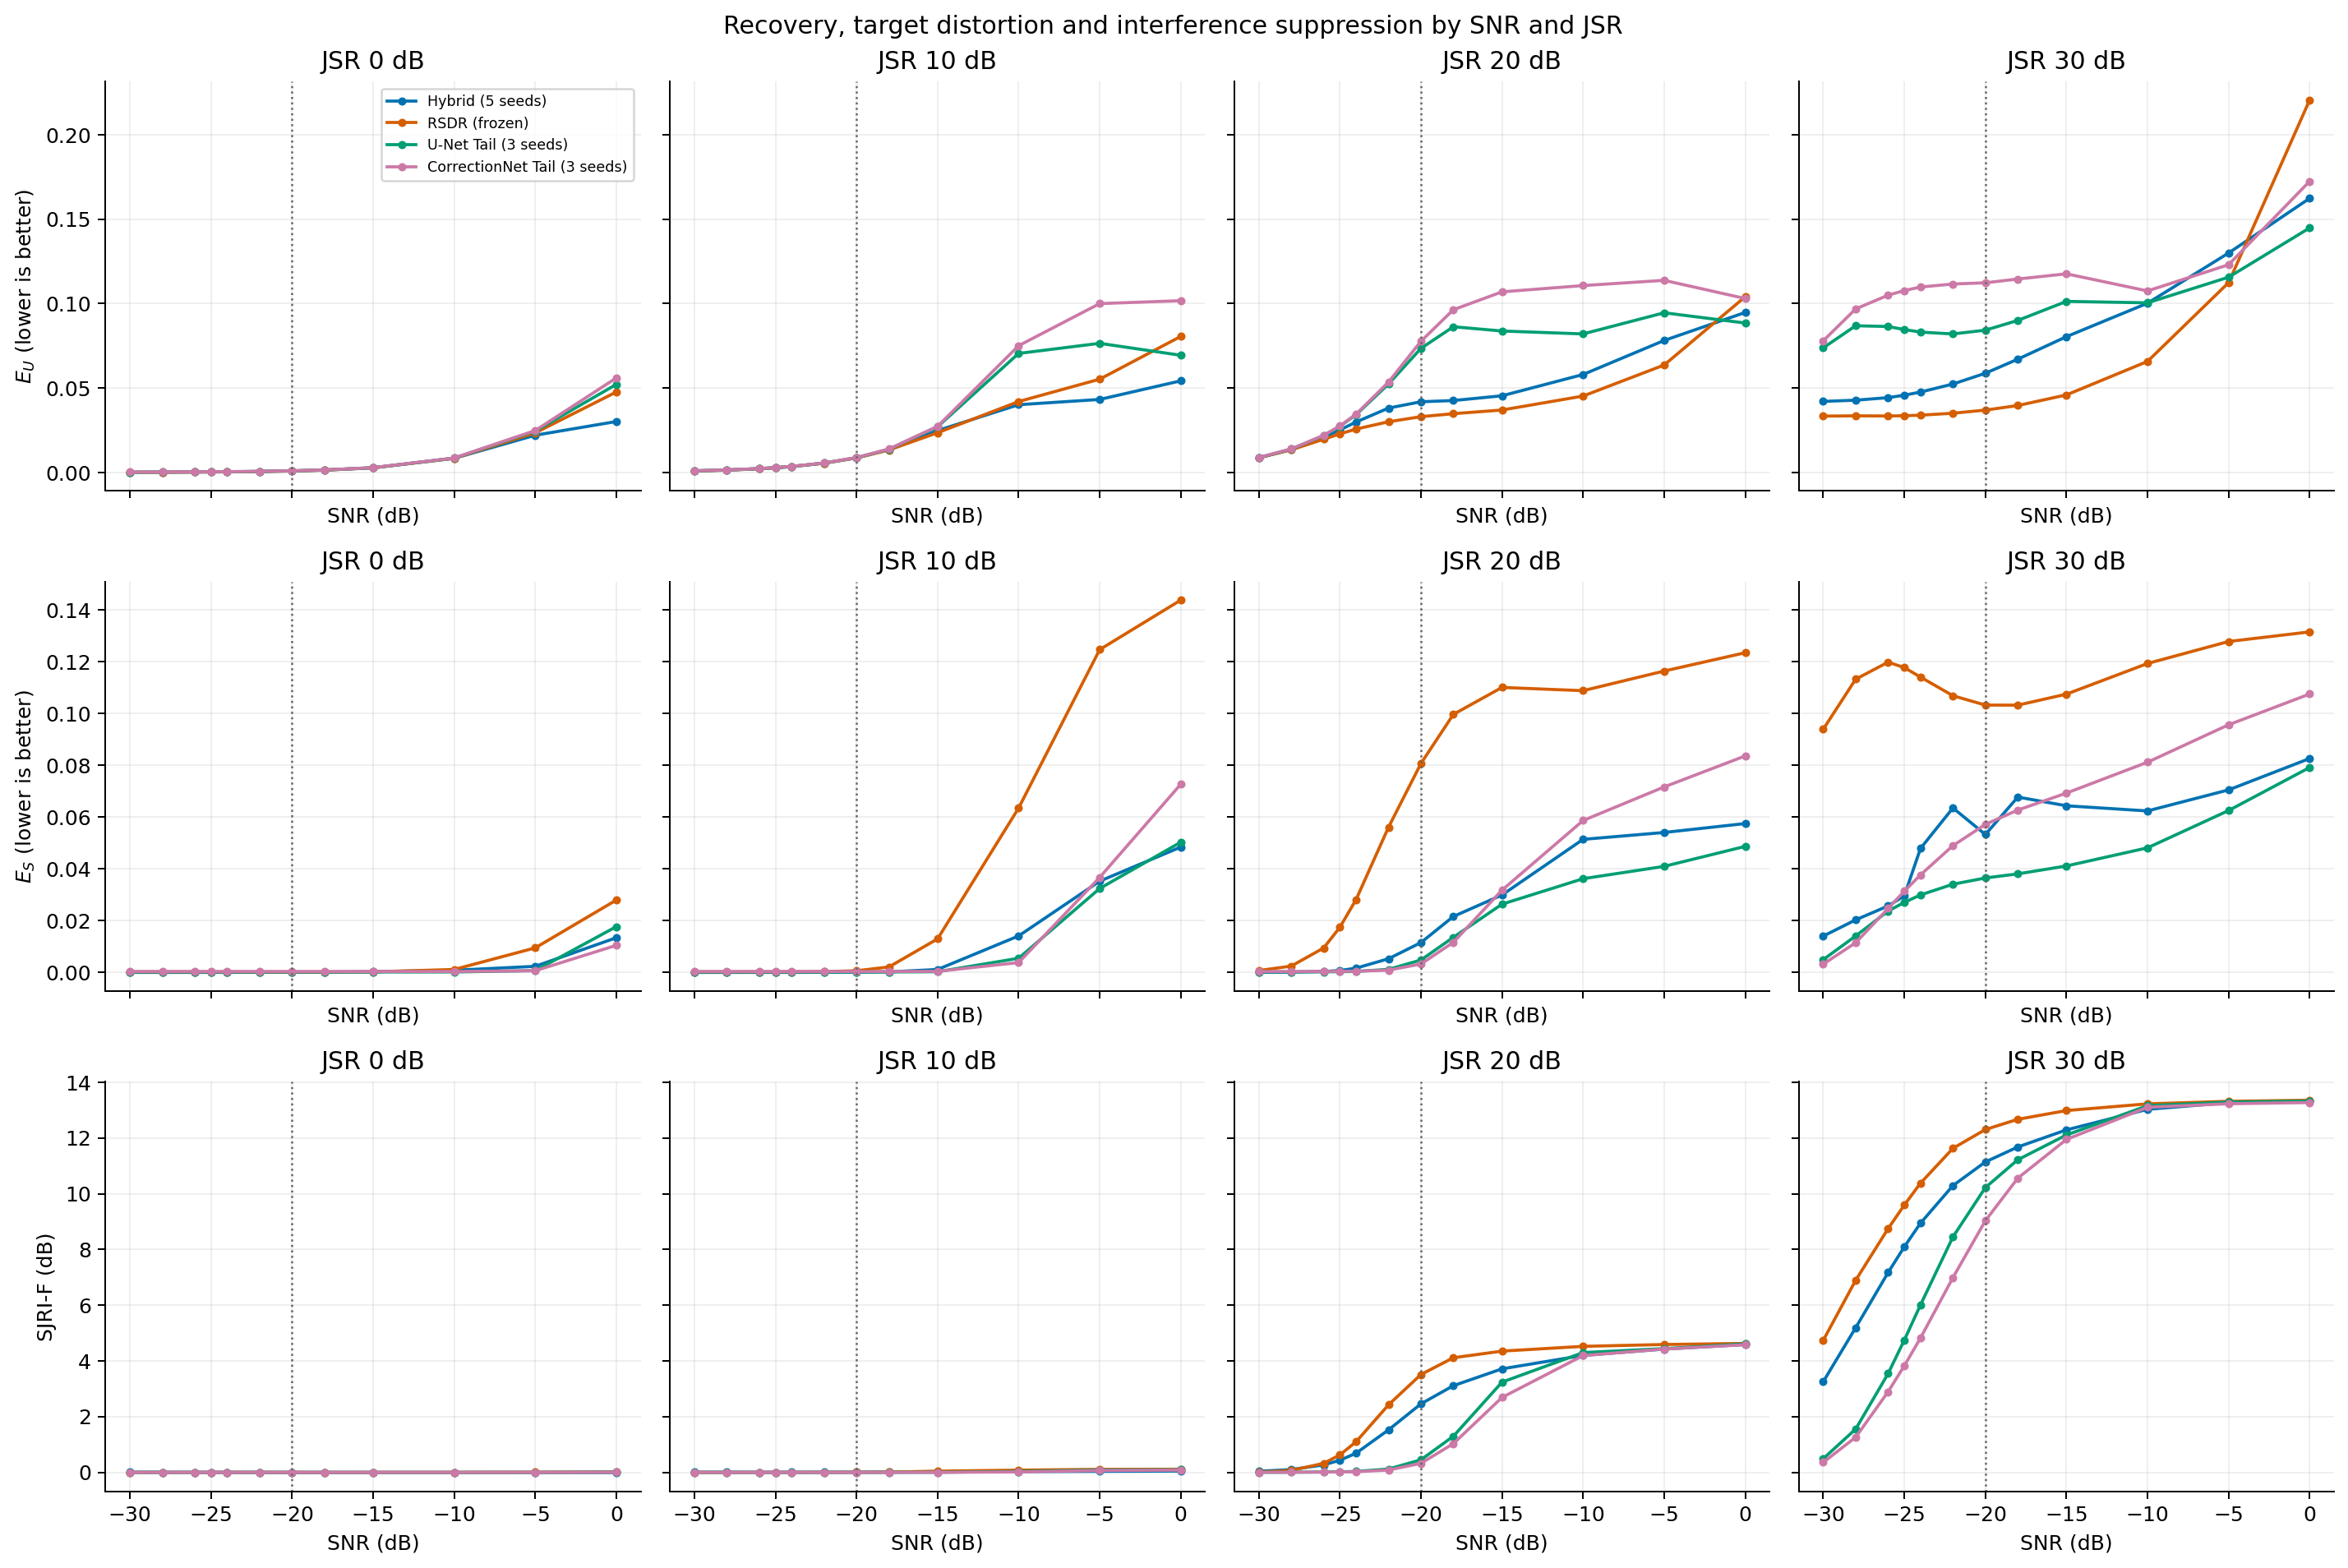 Recovery, target distortion and interference suppression by SNR and JSR
JSR 0 dB
JSR 10 dB
JSR 20 dB
JSR 30 dB
Hybrid (5 seeds)
RSDR (frozen)
U-Net Tail (3 seeds)
CorrectionNet Tail (3 seeds)
E_U (lower is better)
0.20
0.15
0.10
0.05
0.00
SNR (dB)
SNR (dB)
SNR (dB)
SNR (dB)
JSR 0 dB
JSR 10 dB
JSR 20 dB
JSR 30 dB
E_S (lower is better)
0.14
0.12
0.10
0.08
0.06
0.04
0.02
0.00
SNR (dB)
SNR (dB)
SNR (dB)
SNR (dB)
JSR 0 dB
JSR 10 dB
JSR 20 dB
JSR 30 dB
SJRI-F (dB)
14
12
10
8
6
4
2
0
−30 −25 −20 −15 −10 −5 0
−30 −25 −20 −15 −10 −5 0
−30 −25 −20 −15 −10 −5 0
−30 −25 −20 −15 −10 −5 0
SNR (dB)
SNR (dB)
SNR (dB)
SNR (dB)